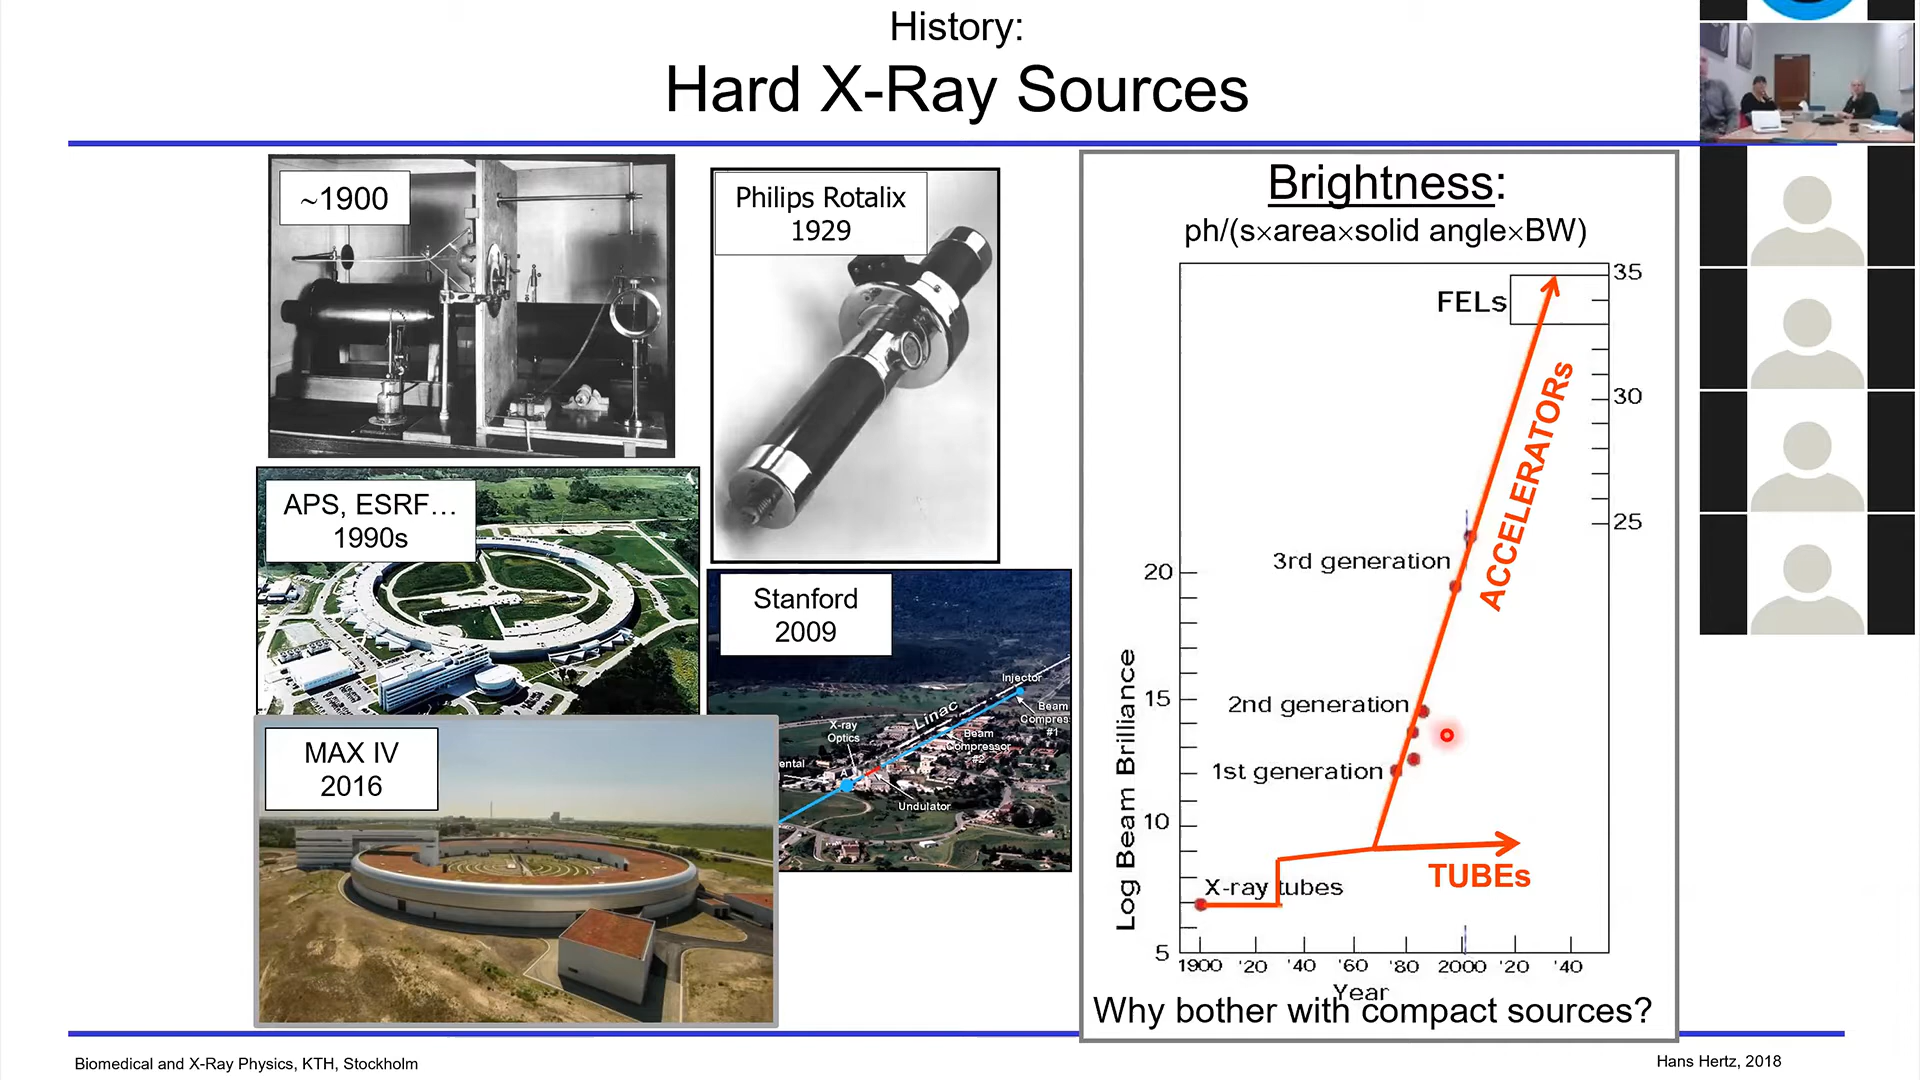 History:
Hard X-Ray Sources
~1900
Philips Rotalix
1929
APS, ESRF…
1990s
Stanford
2009
Injector
Linac
Beam
Compres
#1
X-ray
Optics
Beam
Compressor
#2
ental
A
Undulator
MAX IV
2016
Brightness:
ph/(s×area×solid angle×BW)
35
FELs
30
ACCELERATORs
25
3rd generation
20
2nd generation
15
1st generation
10
Log Beam Brilliance
TUBEs
X-ray tubes
5
1900 '20 '40 '60 '80 2000 '20 '40
Year
Why bother with compact sources?
Biomedical and X-Ray Physics, KTH, Stockholm
Hans Hertz, 2018